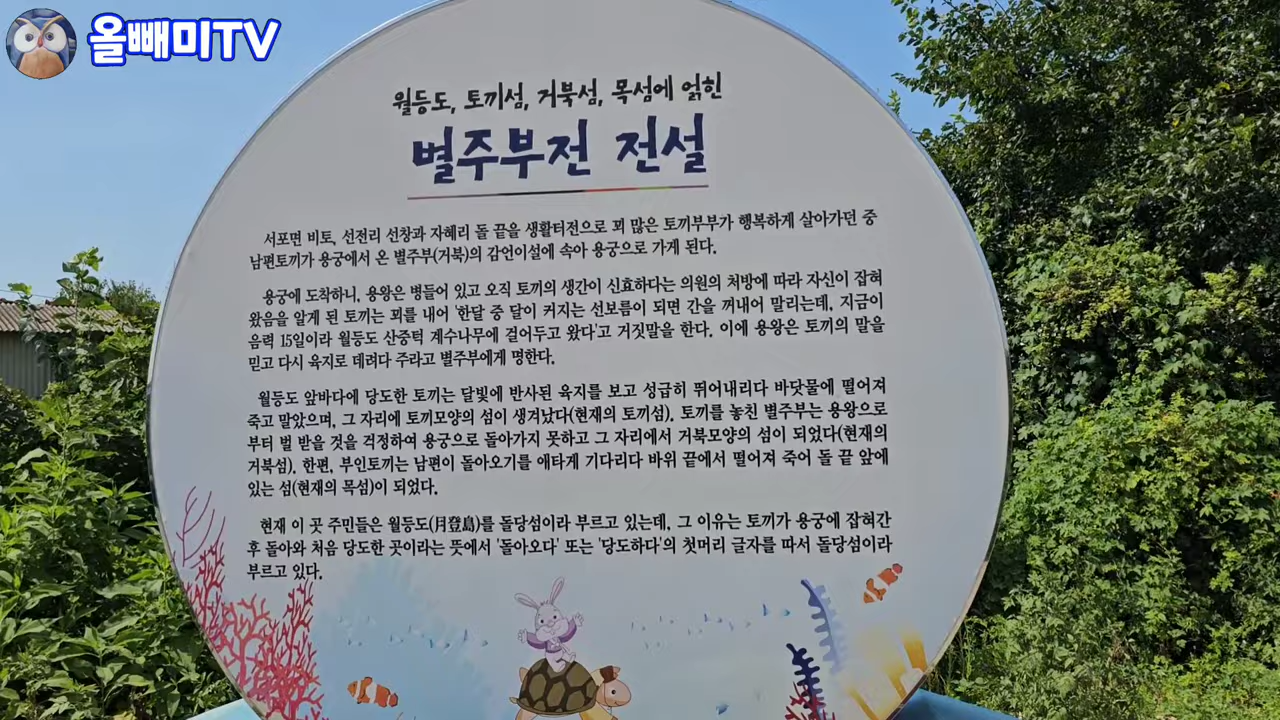 올빼미TV
월등도, 토끼섬, 거북섬, 목섬에 얽힌
별주부전 전설
서포면 비토, 선전리 선창과 자혜리 돌 끝을 생활터전으로 꾀 많은 토끼부부가 행복하게 살아가던 중
남편토끼가 용궁에서 온 별주부(거북)의 감언이설에 속아 용궁으로 가게 된다.
용궁에 도착하니, 용왕은 병들어 있고 오직 토끼의 생간이 신효하다는 의원의 처방에 따라 자신이 잡혀
왔음을 알게 된 토끼는 꾀를 내어 '한달 중 달이 커지는 선보름이 되면 간을 꺼내어 말리는데, 지금이
음력 15일이라 월등도 산중턱 계수나무에 걸어두고 왔다'고 거짓말을 한다. 이에 용왕은 토끼의 말을
믿고 다시 육지로 데려다 주라고 별주부에게 명한다.
월등도 앞바다에 당도한 토끼는 달빛에 반사된 육지를 보고 성급히 뛰어내리다 바닷물에 떨어져
죽고 말았으며, 그 자리에 토끼모양의 섬이 생겨났다(현재의 토끼섬). 토끼를 놓친 별주부는 용왕으로
부터 벌 받을 것을 걱정하여 용궁으로 돌아가지 못하고 그 자리에서 거북모양의 섬이 되었다(현재의
거북섬). 한편, 부인토끼는 남편이 돌아오기를 애타게 기다리다 바위 끝에서 떨어져 죽어 돌 끝 앞에
있는 섬(현재의 목섬)이 되었다.
현재 이 곳 주민들은 월등도(月登島)를 돌당섬이라 부르고 있는데, 그 이유는 토끼가 용궁에 잡혀간
후 돌아와 처음 당도한 곳이라는 뜻에서 '돌아오다' 또는 '당도하다'의 첫머리 글자를 따서 돌당섬이라
부르고 있다.